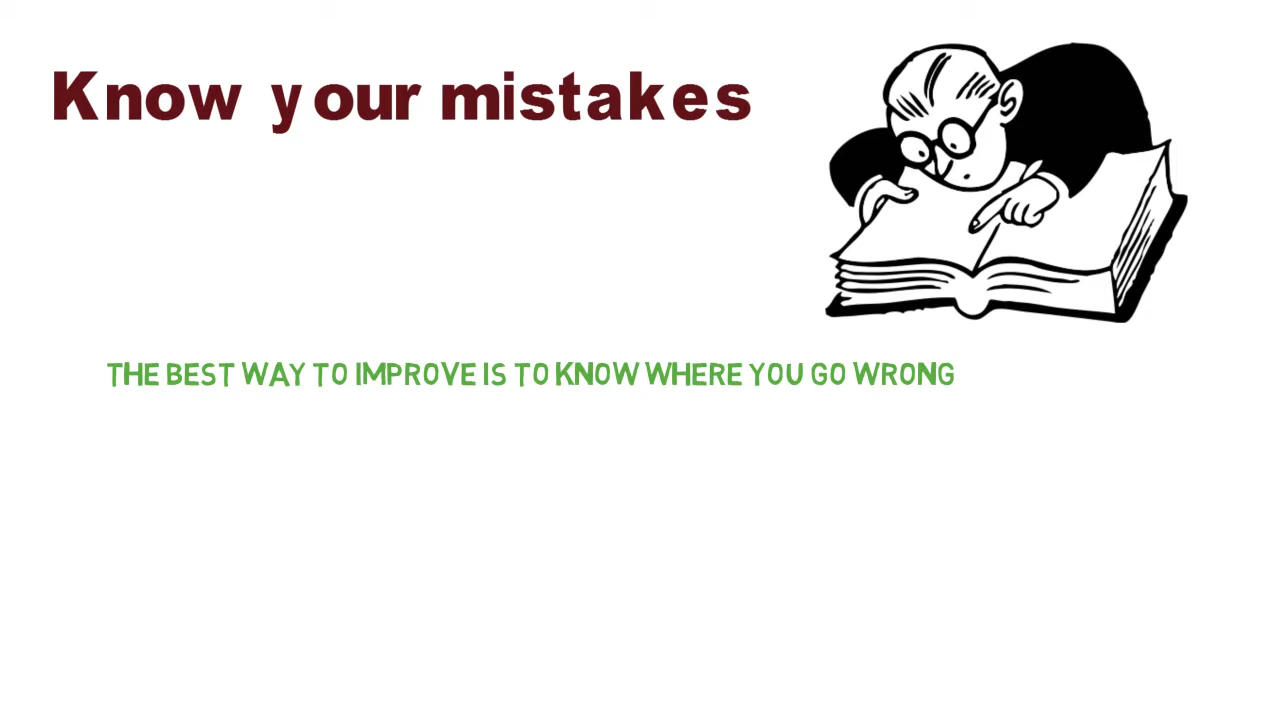 Know your mistakes
THE BEST WAY TO IMPROVE IS TO KNOW WHERE YOU GO WRONG